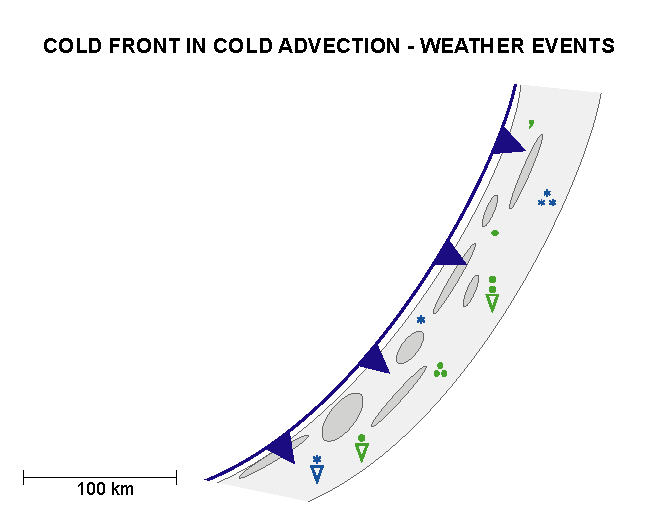 COLD FRONT IN COLD ADVECTION - WEATHER EVENTS
100 km